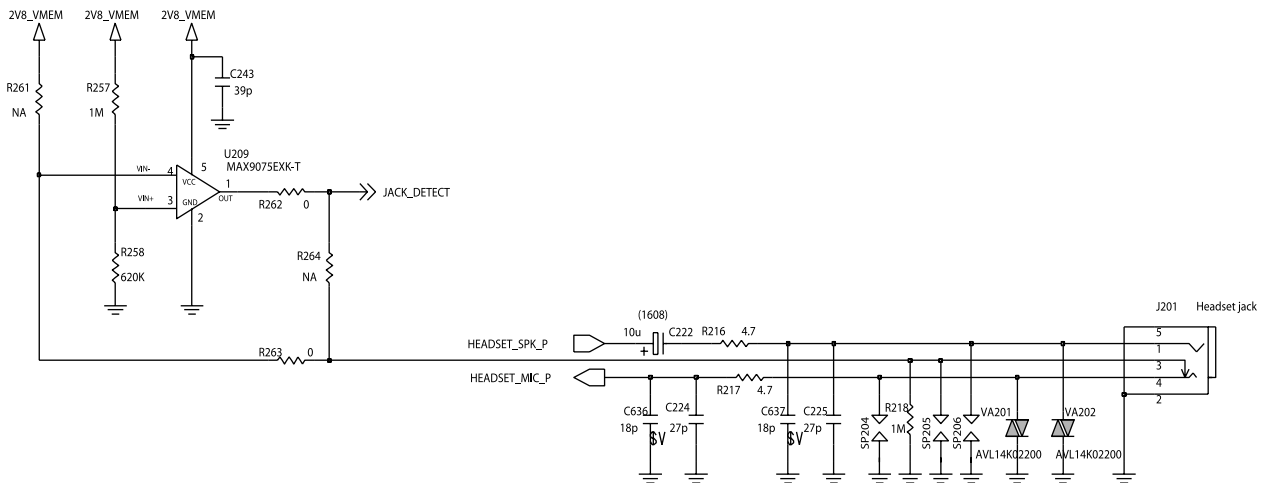 2V8_VMEM 2V8_VMEM 2V8_VMEM
C243
39p
R261
NA
R257
1M
U209
MAX9075EXK-T
VIN- 4 5
VCC
1
OUT
VIN+ 3 GND
2
R262 0
JACK_DETECT
R258
620K
R264
NA
R263 0
J201 Headset jack
(1608)
10u C222 R216 4.7
+
HEADSET_SPK_P
HEADSET_MIC_P
R217 4.7
5
1
3
4
2
C636
18p
$V
C224
27p
C637
18p
$V
C225
27p
SP204
R218
1M
SP205
SP206
VA201
AVL14K02200
VA202
AVL14K02200